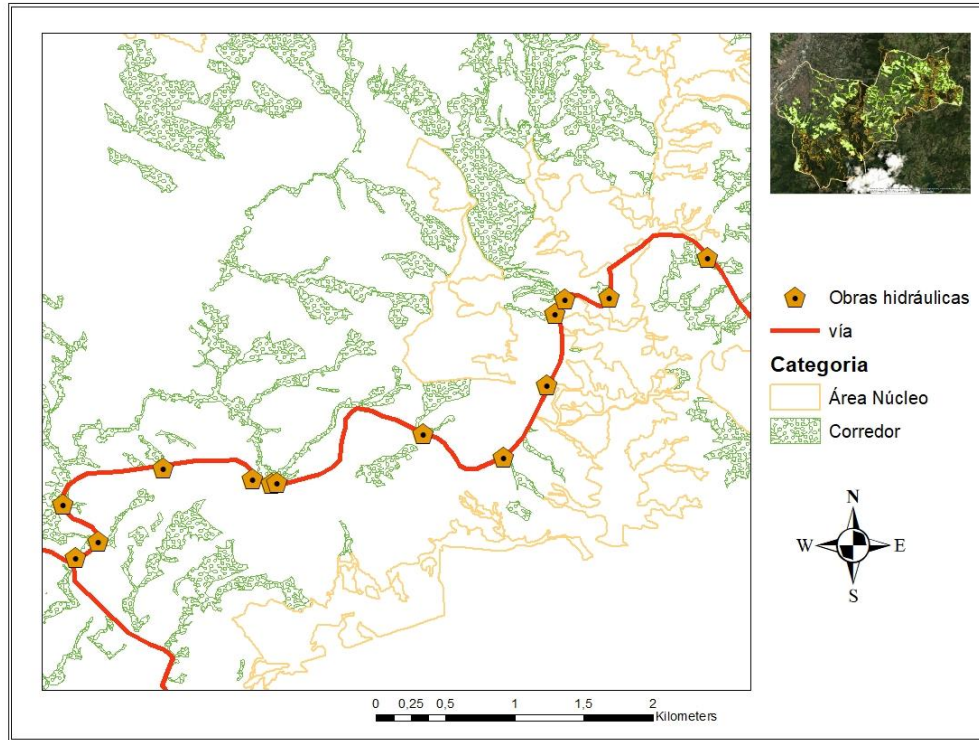 Obras hidráulicas
vía
Categoria
Área Núcleo
Corredor
N
W E
S
0 0,25 0,5 1 1,5 2
Kilometers